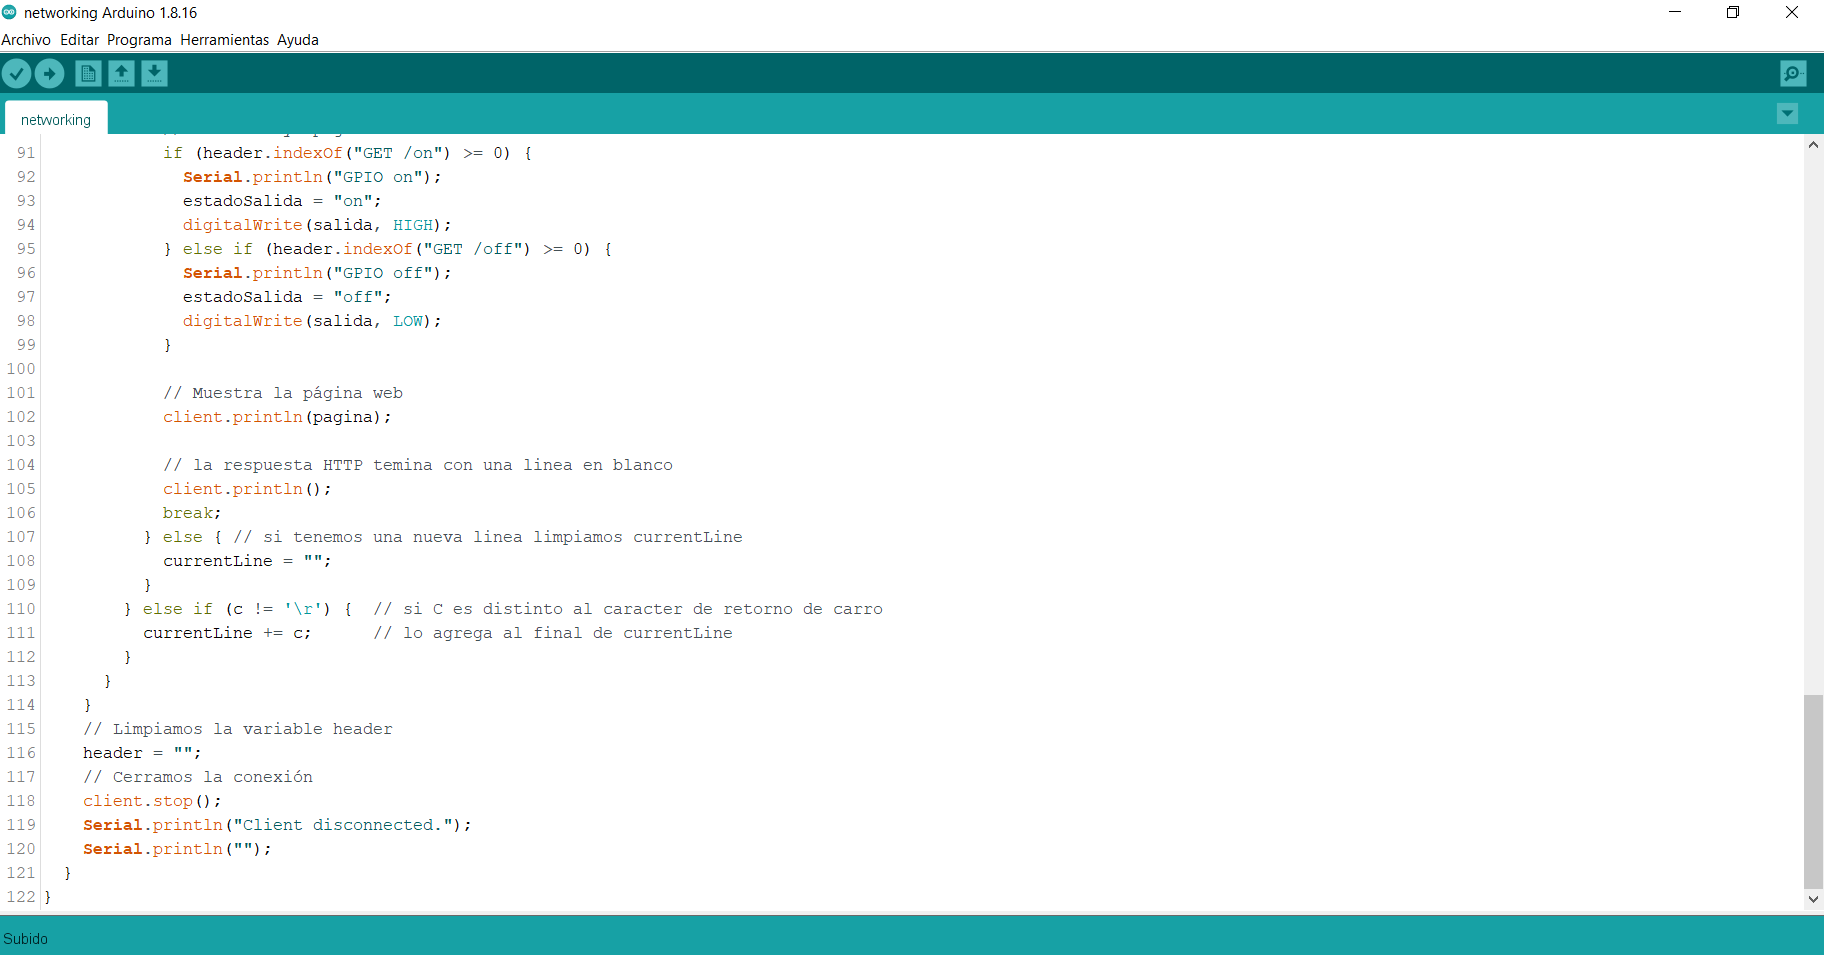 networking Arduino 1.8.16
Archivo Editar Programa Herramientas Ayuda
networking
91 if (header.indexOf("GET /on") >= 0) {
92 Serial.println("GPIO on");
93 estadoSalida = "on";
94 digitalWrite(salida, HIGH);
95 } else if (header.indexOf("GET /off") >= 0) {
96 Serial.println("GPIO off");
97 estadoSalida = "off";
98 digitalWrite(salida, LOW);
99 }
100
101 // Muestra la página web
102 client.println(pagina);
103
104 // la respuesta HTTP temina con una linea en blanco
105 client.println();
106 break;
107 } else { // si tenemos una nueva linea limpiamos currentLine
108 currentLine = "";
109 }
110 } else if (c != '\r') { // si C es distinto al caracter de retorno de carro
111 currentLine += c; // lo agrega al final de currentLine
112 }
113 }
114 }
115 // Limpiamos la variable header
116 header = "";
117 // Cerramos la conexión
118 client.stop();
119 Serial.println("Client disconnected.");
120 Serial.println("");
121 }
122 }
Subido